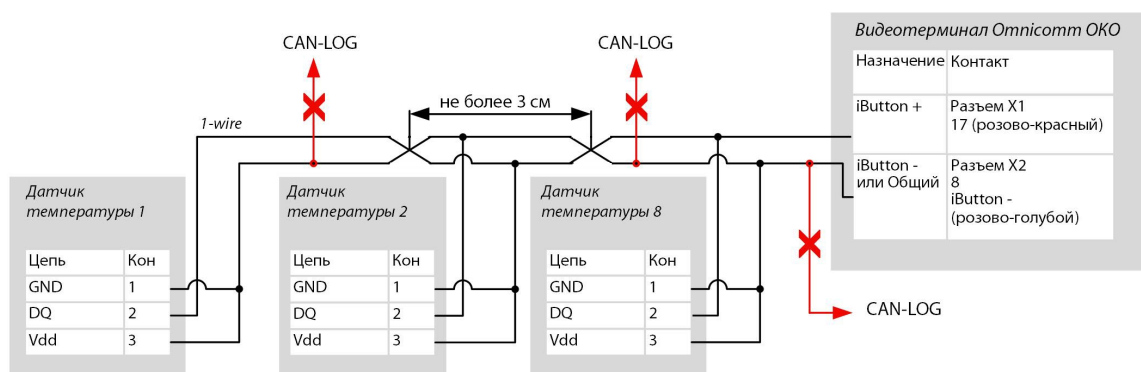 CAN-LOG
CAN-LOG
не более 3 см
1-wire
Видеотерминал Omnicomm ОКО
Назначение Контакт
iButton + Разъем X1
17 (розово-красный)
iButton - Разъем X2
или Общий 8
iButton -
(розово-голубой)
CAN-LOG
Датчик
температуры 1
Цепь Кон
GND 1
DQ 2
Vdd 3
Датчик
температуры 2
Цепь Кон
GND 1
DQ 2
Vdd 3
Датчик
температуры 8
Цепь Кон
GND 1
DQ 2
Vdd 3